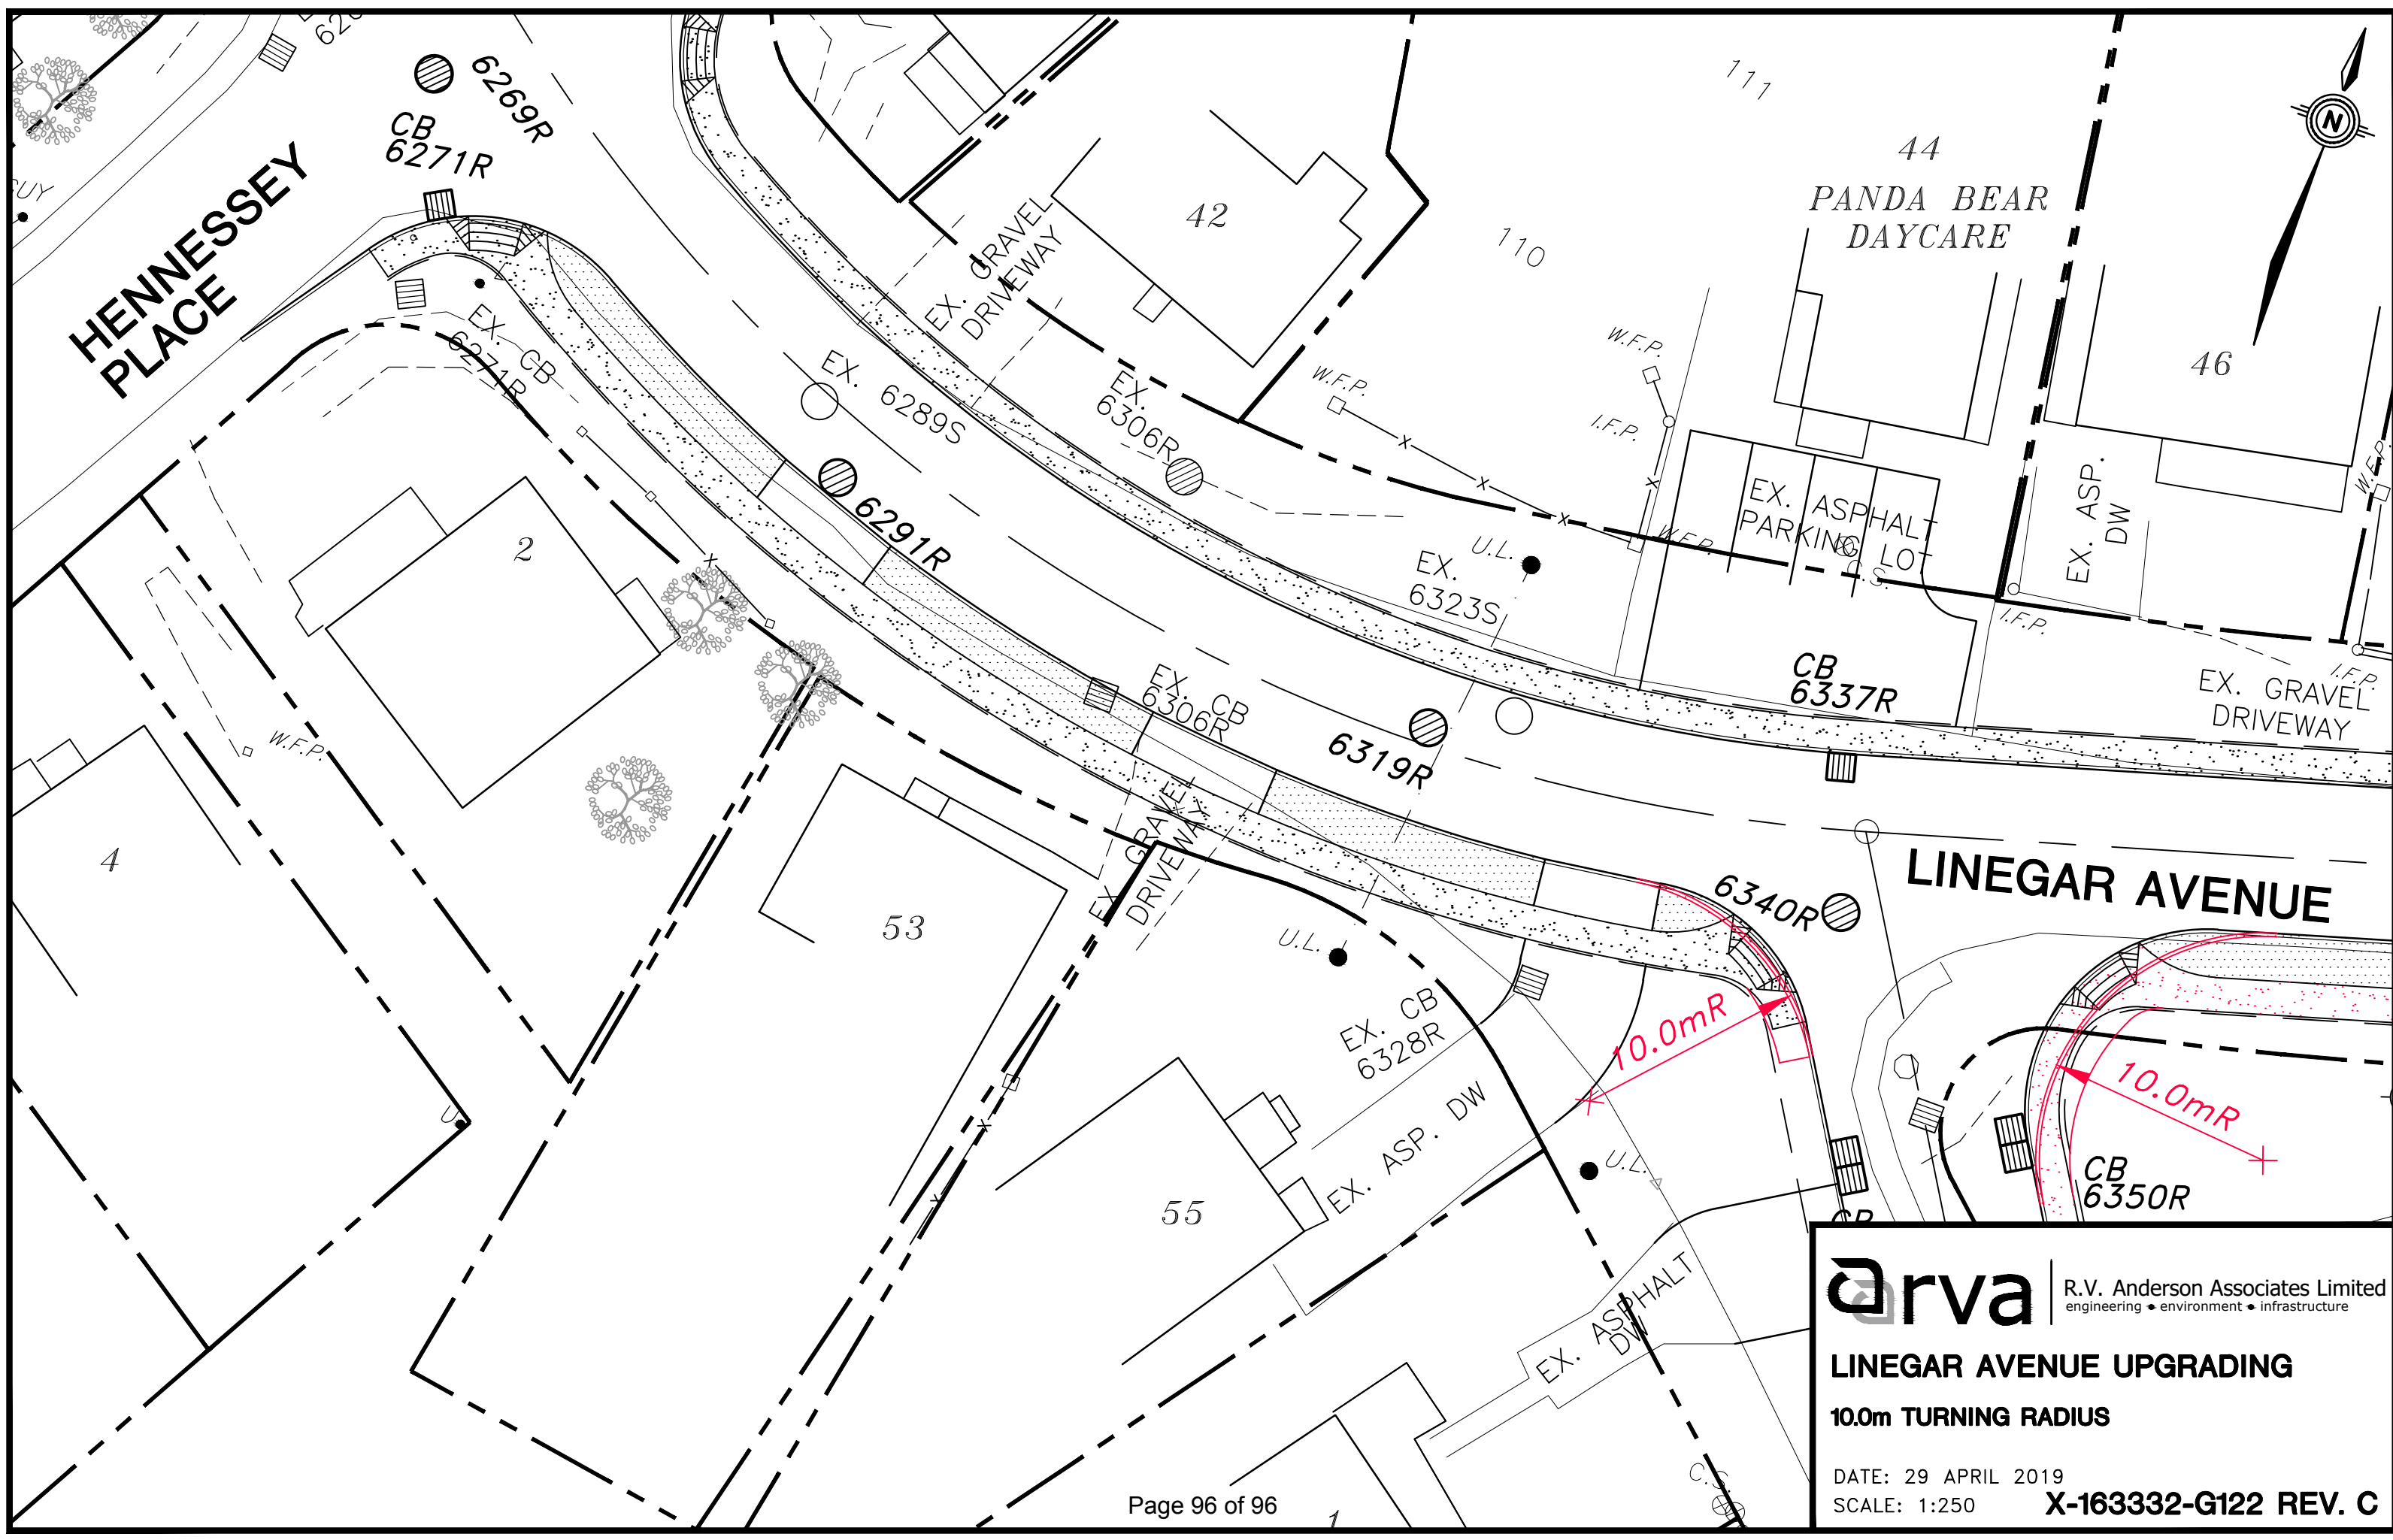 HENNESSEY
PLACE
6269R
CB
6271R
EX. CB
6271R
EX. GRAVEL
DRIVEWAY
42
110
111
44
PANDA BEAR
DAYCARE
N
46
EX. 6289S
EX.
6306R
W.F.P.
W.F.P.
I.F.P.
W.F.P.
EX. ASPHALT
PARKING LOT
C.S.
EX. ASP.
DW
W.F.P.
6291R
U.L.
EX.
6323S
I.F.P.
I.F.P.
EX. GRAVEL
DRIVEWAY
CB
6337R
2
EX. CB
6306R
6319R
W.F.P.
4
53
EX. GRAVEL
DRIVEWAY
U.L.
6340R
LINEGAR AVENUE
EX. CB
6328R
10.0mR
10.0mR
EX. ASP. DW
U.L.
CB
6350R
CB
55
EX. ASPHALT
DW
C.S.
1
arva
R.V. Anderson Associates Limited
engineering • environment • infrastructure
LINEGAR AVENUE UPGRADING
10.0m TURNING RADIUS
DATE: 29 APRIL 2019
SCALE: 1:250
X-163332-G122 REV. C
Page 96 of 96